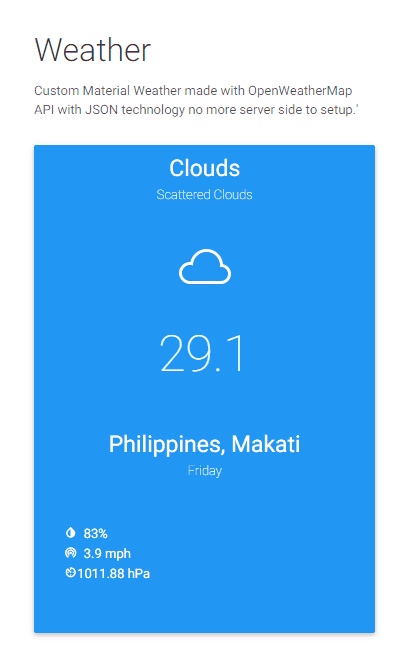 Weather
Custom Material Weather made with OpenWeatherMap
API with JSON technology no more server side to setup.'
Clouds
Scattered Clouds
29.1
Philippines, Makati
Friday
83%
3.9 mph
1011.88 hPa